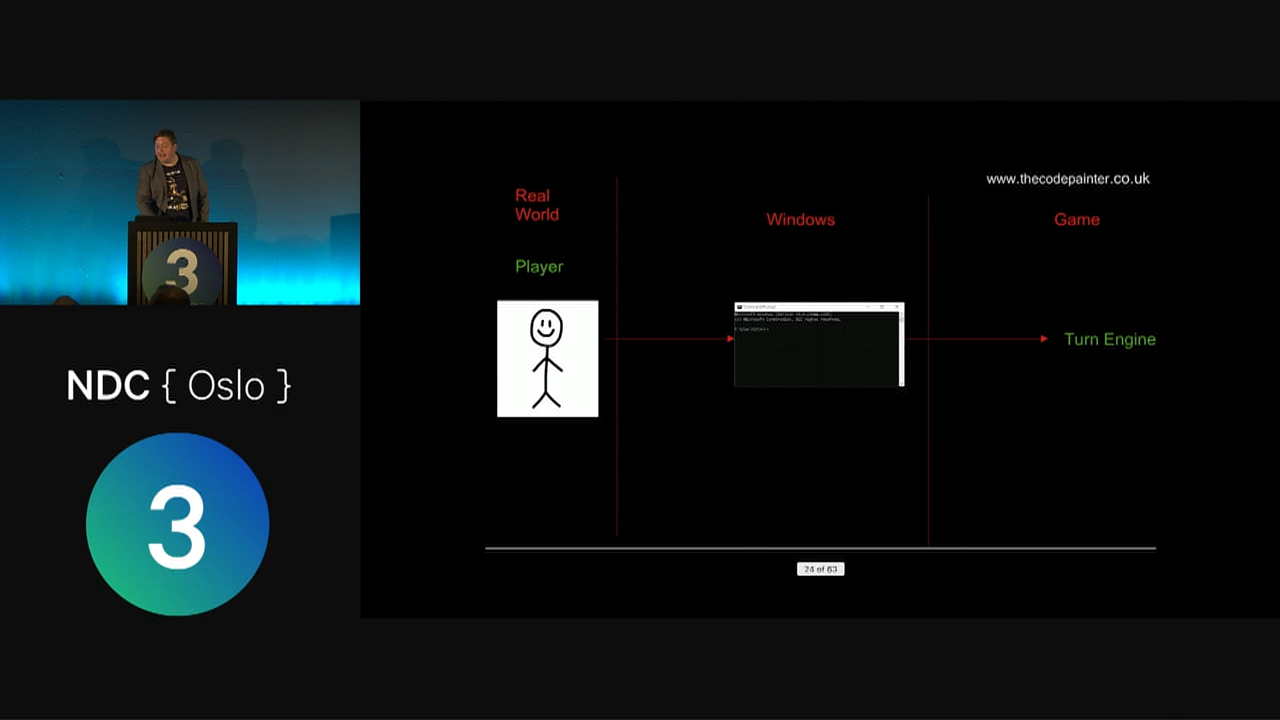 www.thecodepainter.co.uk
Real
World
Windows
Game
Player
Turn Engine
24 of 63
3
NDC { Oslo }
3